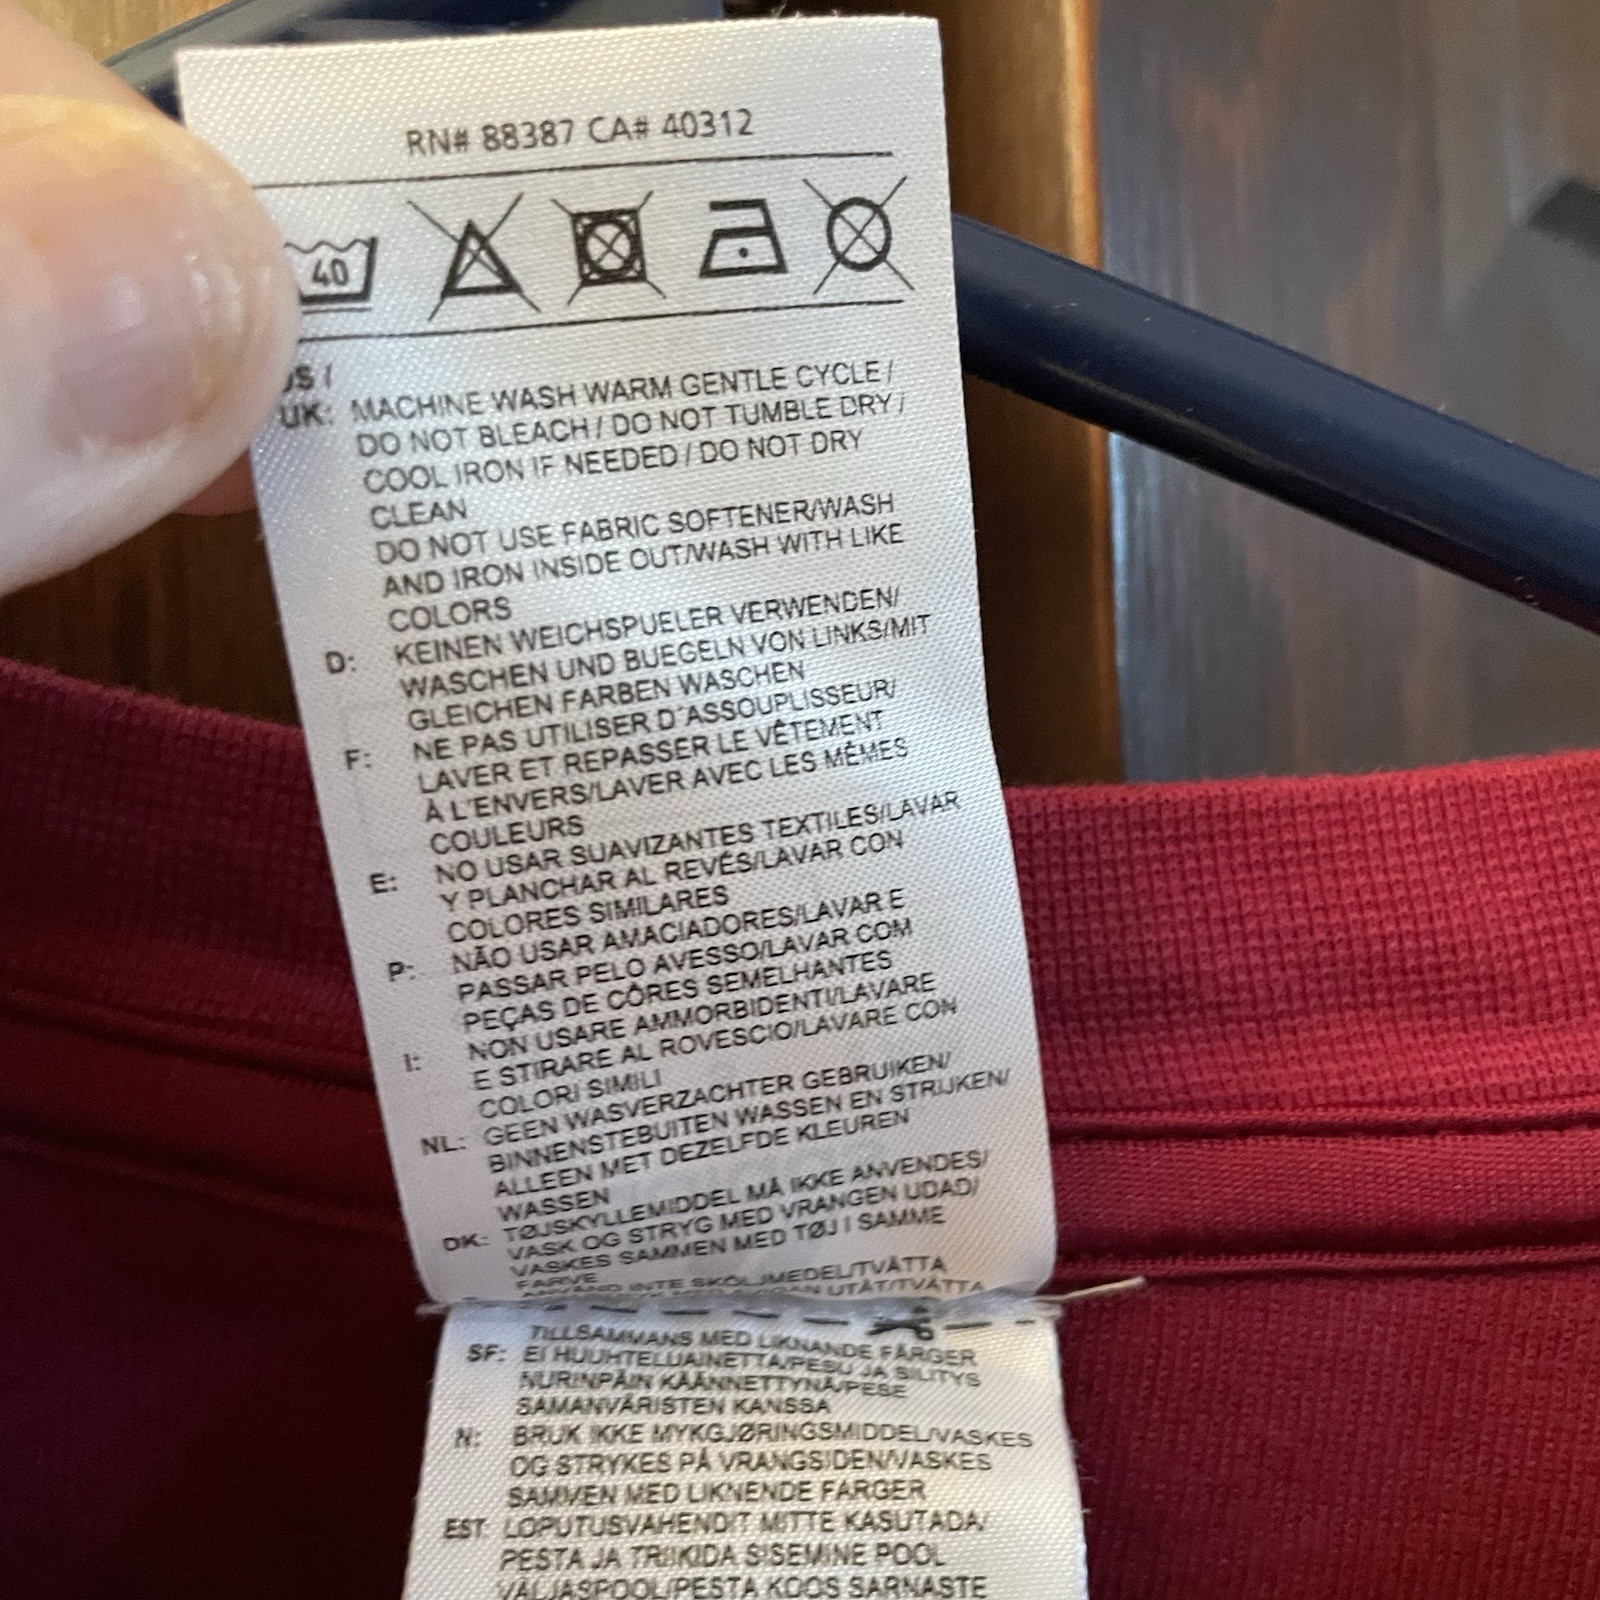 RN# 88387 CA# 40312
40
US /
UK: MACHINE WASH WARM GENTLE CYCLE /
DO NOT BLEACH / DO NOT TUMBLE DRY /
COOL IRON IF NEEDED / DO NOT DRY
CLEAN
DO NOT USE FABRIC SOFTENER/WASH
AND IRON INSIDE OUT/WASH WITH LIKE
COLORS
D: KEINEN WEICHSPUELER VERWENDEN/
WASCHEN UND BUEGELN VON LINKS/MIT
GLEICHEN FARBEN WASCHEN
F: NE PAS UTILISER D´ASSOUPLISSEUR/
LAVER ET REPASSER LE VÊTEMENT
À L'ENVERS/LAVER AVEC LES MÊMES
COULEURS
E: NO USAR SUAVIZANTES TEXTILES/LAVAR
Y PLANCHAR AL REVÉS/LAVAR CON
COLORES SIMILARES
P: NÃO USAR AMACIADORES/LAVAR E
PASSAR PELO AVESSO/LAVAR COM
PEÇAS DE CÔRES SEMELHANTES
I: NON USARE AMMORBIDENTI/LAVARE
E STIRARE AL ROVESCIO/LAVARE CON
COLORI SIMILI
NL: GEEN WASVERZACHTER GEBRUIKEN/
BINNENSTEBUITEN WASSEN EN STRIJKEN/
ALLEEN MET DEZELFDE KLEUREN
WASSEN
DK: TØJSKYLLEMIDDEL MÅ IKKE ANVENDES/
VASK OG STRYG MED VRANGEN UDAD/
VASKES SAMMEN MED TØJ I SAMME
FARVE
ANVÄND INTE SKÖLJMEDEL/TVÄTTA
UTÅT/TVÄTTA
TILLSAMMANS MED LIKNANDE FÄRGER
SF: EI HUUHTELUAINETTA/PESU JA SILITYS
NURINPÄIN KÄÄNNETTYNÄ/PESE
SAMANVÄRISTEN KANSSA
N: BRUK IKKE MYKGJØRINGSMIDDEL/VASKES
OG STRYKES PÅ VRANGSIDEN/VASKES
SAMMEN MED LIKNENDE FARGER
EST LOPUTUSVAHENDIT MITTE KASUTADA/
PESTA JA TRIIKIDA SISEMINE POOL
VÄLJASPOOL/PESTA KOOS SARNASTE